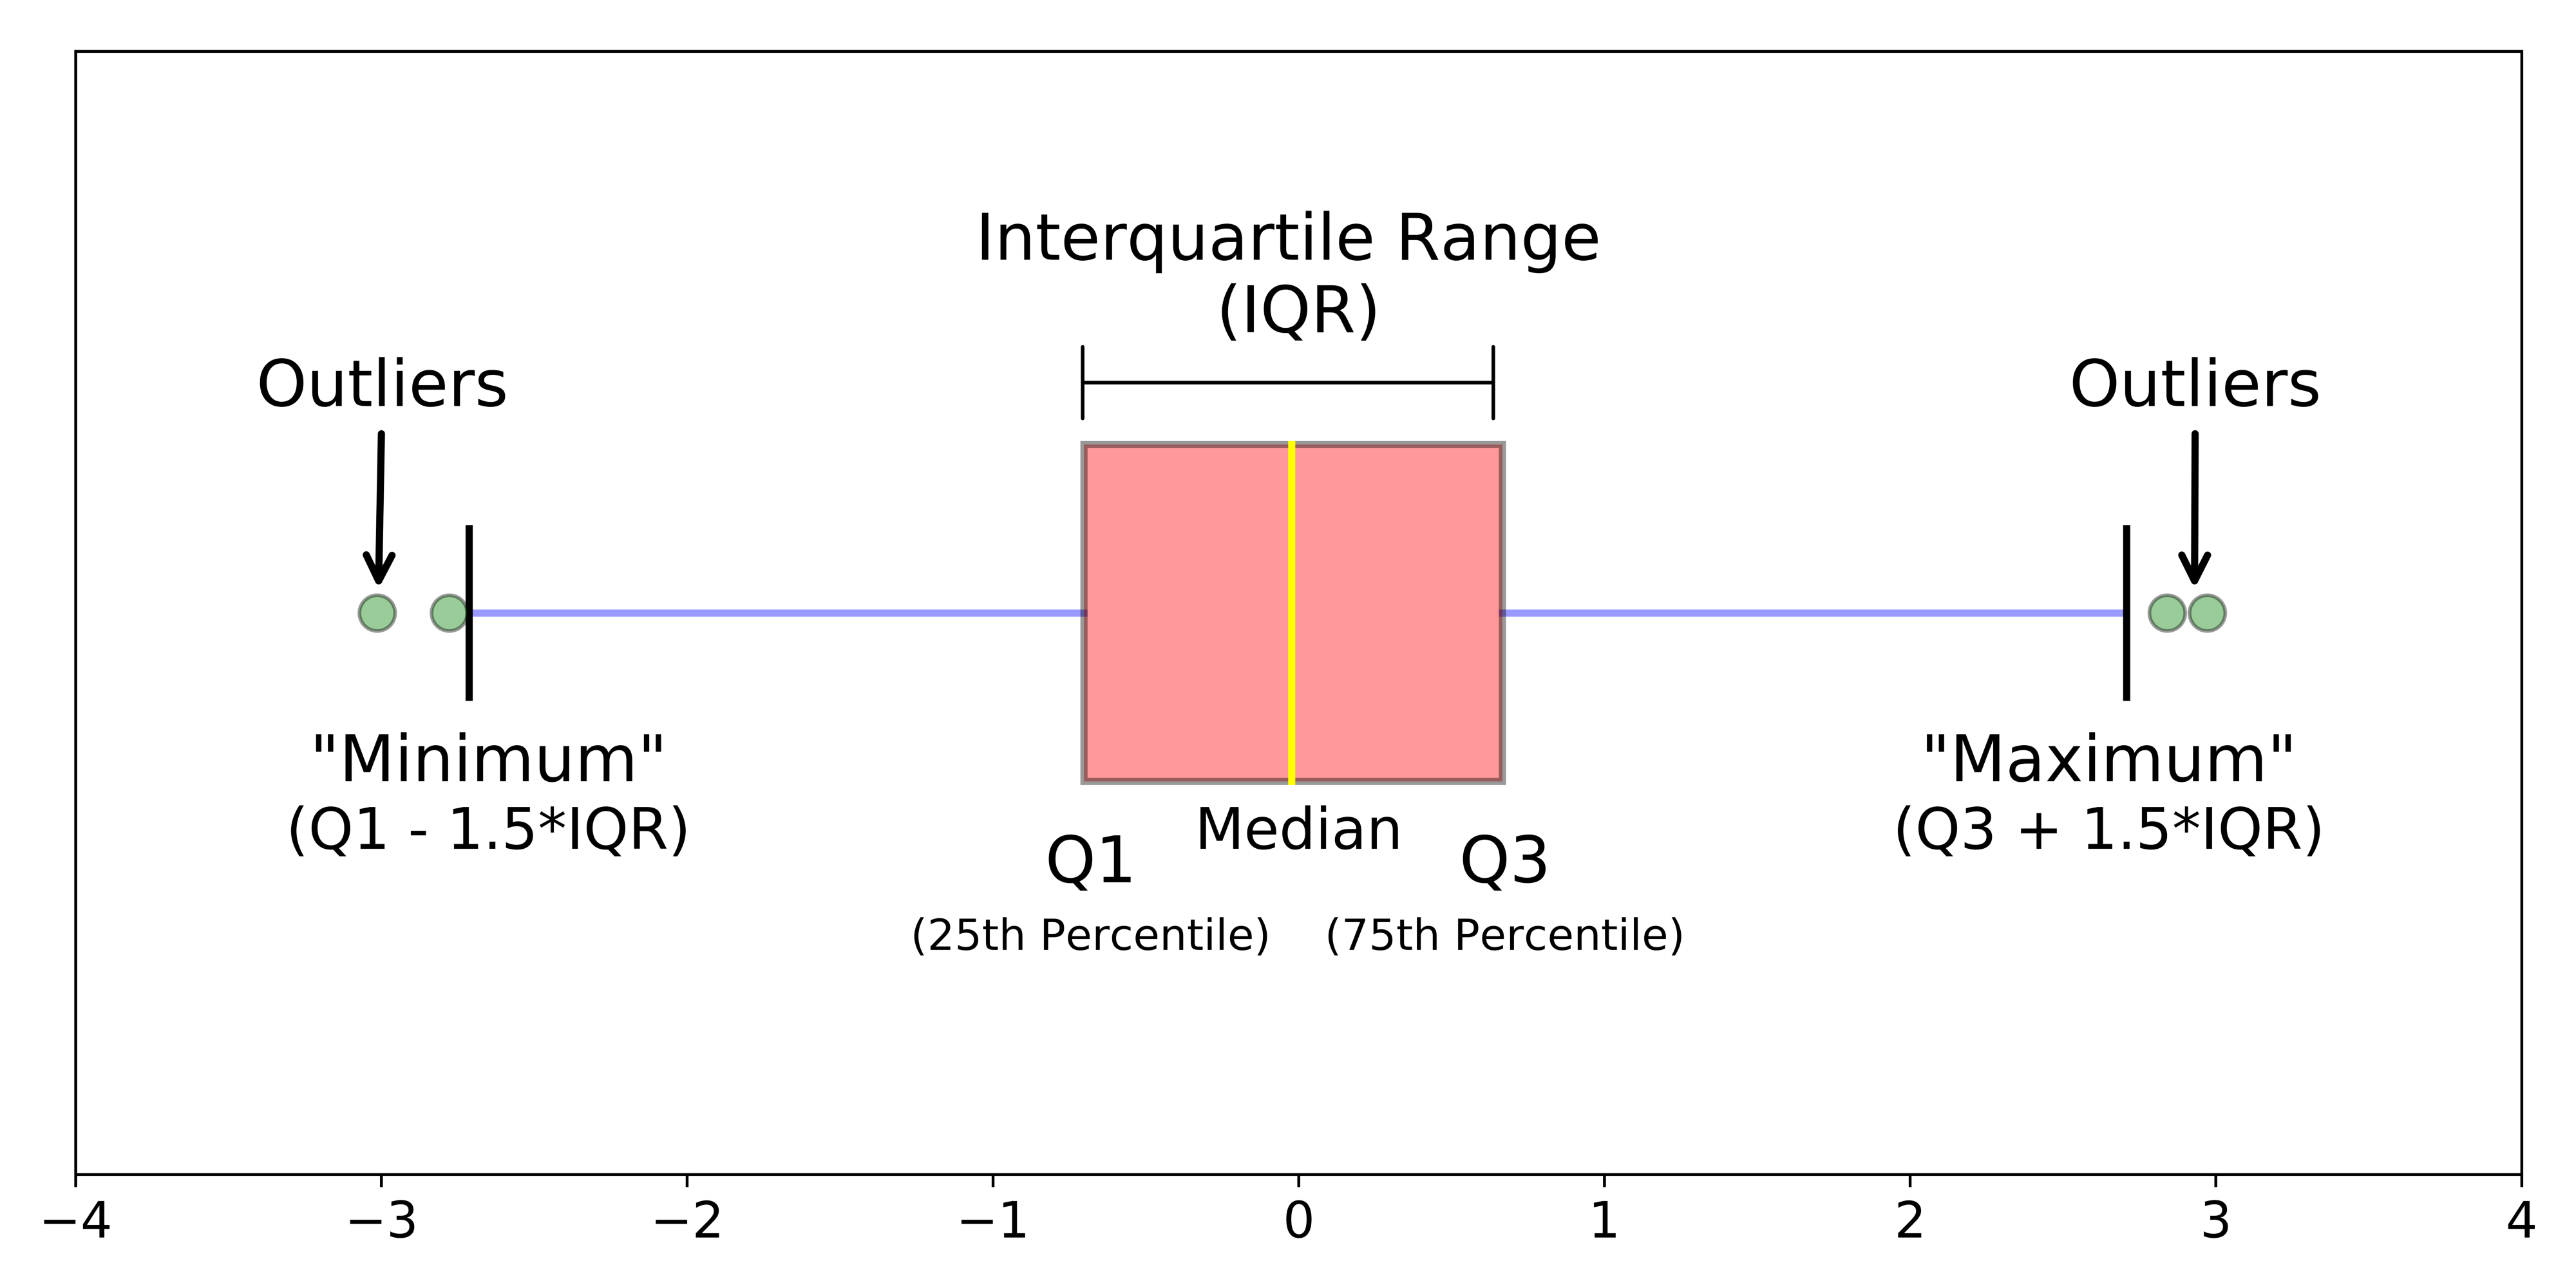 Interquartile Range
(IQR)
Outliers
Outliers
"Minimum"
(Q1 - 1.5*IQR)
"Maximum"
(Q3 + 1.5*IQR)
Median
Q1
Q3
(25th Percentile)
(75th Percentile)
−4 −3 −2 −1 0 1 2 3 4